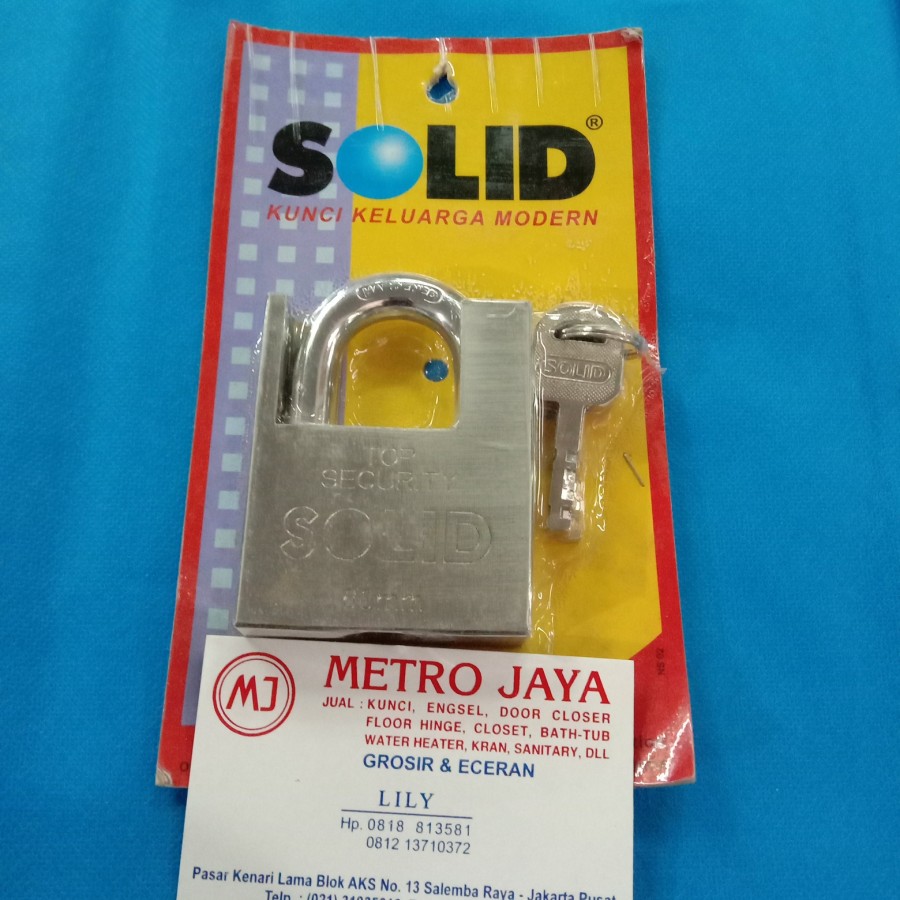 SOLID®
KUNCI KELUARGA MODERN
SOLID
TOP
SECURITY
SOLID
MJ
METRO JAYA
JUAL : KUNCI, ENGSEL, DOOR CLOSER
FLOOR HINGE, CLOSET, BATH-TUB
WATER HEATER, KRAN, SANITARY, DLL
GROSIR & ECERAN
LILY
Hp. 0818 813581
0812 13710372
Pasar Kenari Lama Blok AKS No. 13 Salemba Raya - Jakarta Pusat
Telp. : (021)